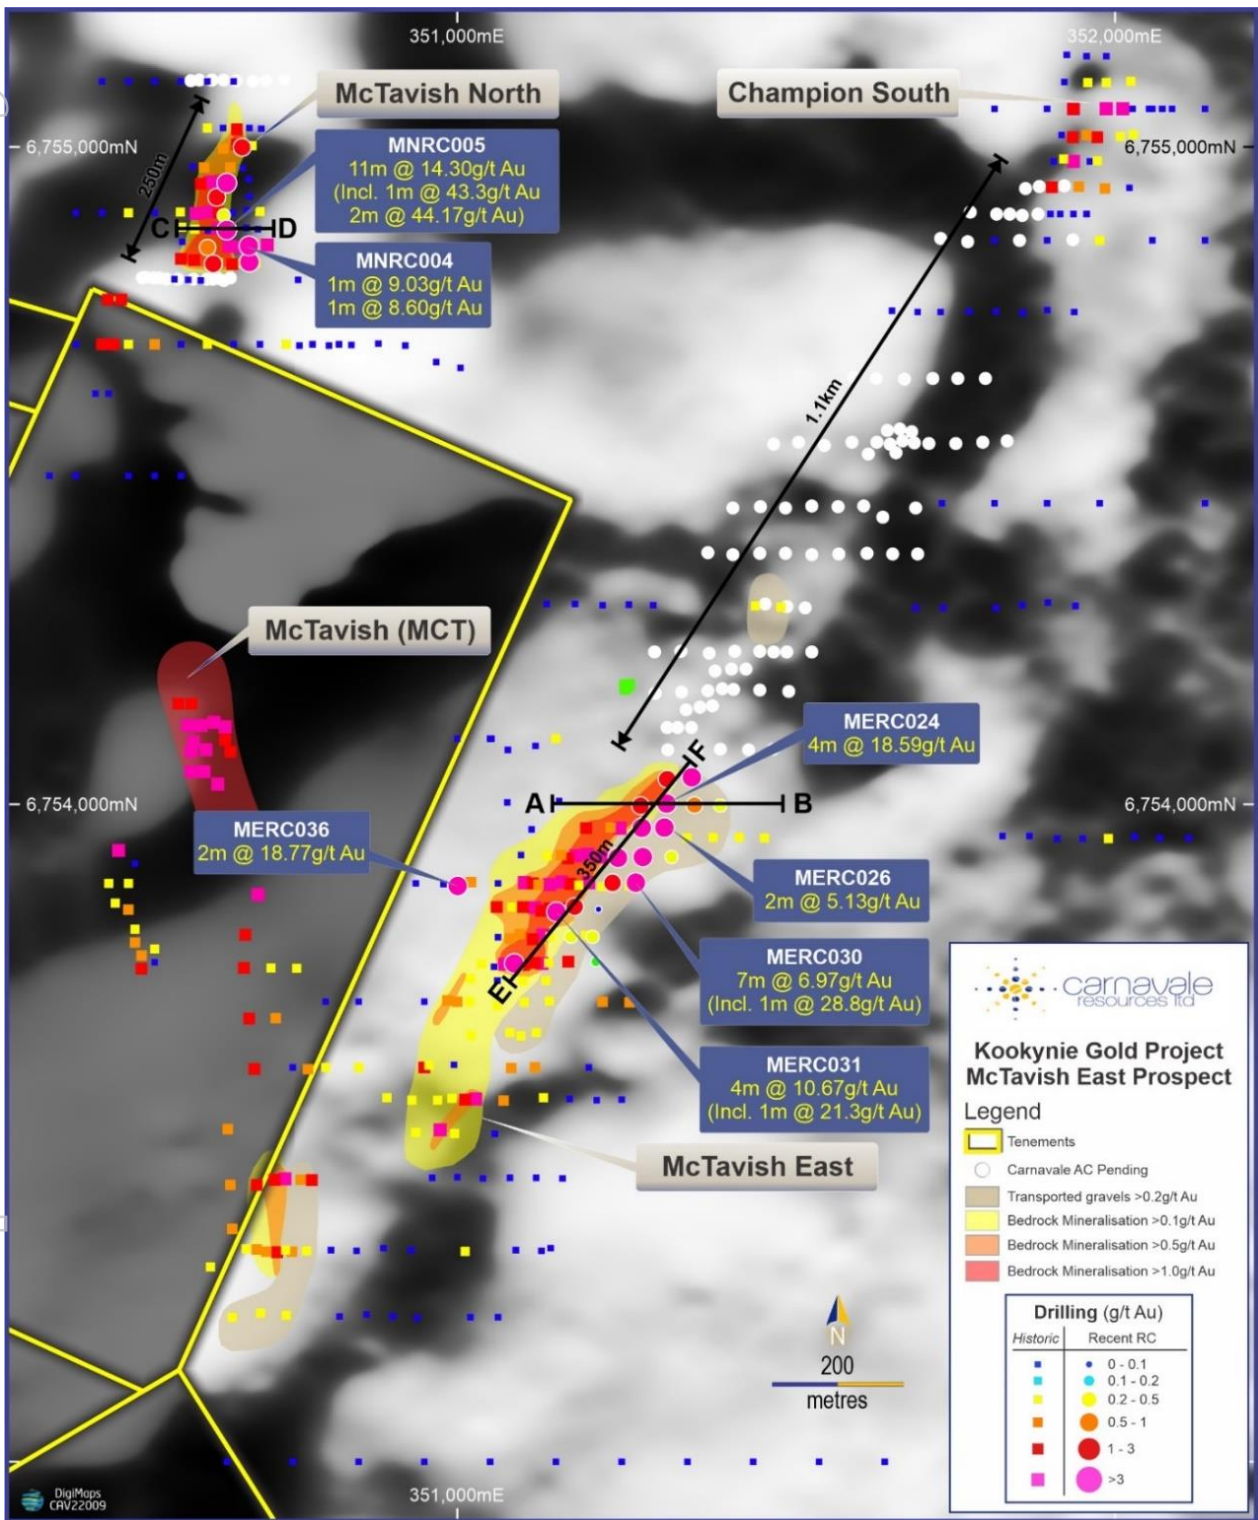 351,000mE
352,000mE
McTavish North
Champion South
6,755,000mN
6,755,000mN
MNRC005
11m @ 14.30g/t Au
(Incl. 1m @ 43.3g/t Au
2m @ 44.17g/t Au)
250m
C
D
MNRC004
1m @ 9.03g/t Au
1m @ 8.60g/t Au
1.1km
McTavish (MCT)
MERC024
4m @ 18.59g/t Au
F
6,754,000mN
A
B
6,754,000mN
MERC036
2m @ 18.77g/t Au
350m
MERC026
2m @ 5.13g/t Au
MERC030
7m @ 6.97g/t Au
(Incl. 1m @ 28.8g/t Au)
E
MERC031
4m @ 10.67g/t Au
(Incl. 1m @ 21.3g/t Au)
McTavish East
carnavale
resources ltd
Kookynie Gold Project
McTavish East Prospect
Legend
Tenements
Carnavale AC Pending
Transported gravels >0.2g/t Au
Bedrock Mineralisation >0.1g/t Au
Bedrock Mineralisation >0.5g/t Au
Bedrock Mineralisation >1.0g/t Au
Drilling (g/t Au)
Historic Recent RC
0 - 0.1
0.1 - 0.2
0.2 - 0.5
0.5 - 1
1 - 3
>3
N
200
metres
DigiMaps
CAV22009
351,000mE